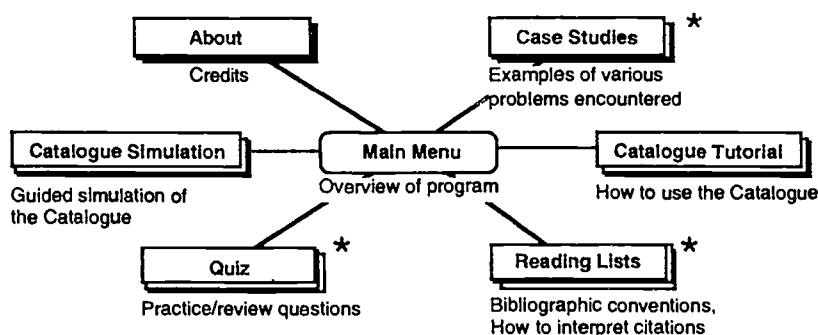 About
Credits
Case Studies *
Examples of various
problems encountered
Catalogue Simulation
Guided simulation of
the Catalogue
Main Menu
Overview of program
Catalogue Tutorial
How to use the Catalogue
Quiz *
Practice/review questions
Reading Lists *
Bibliographic conventions,
How to interpret citations